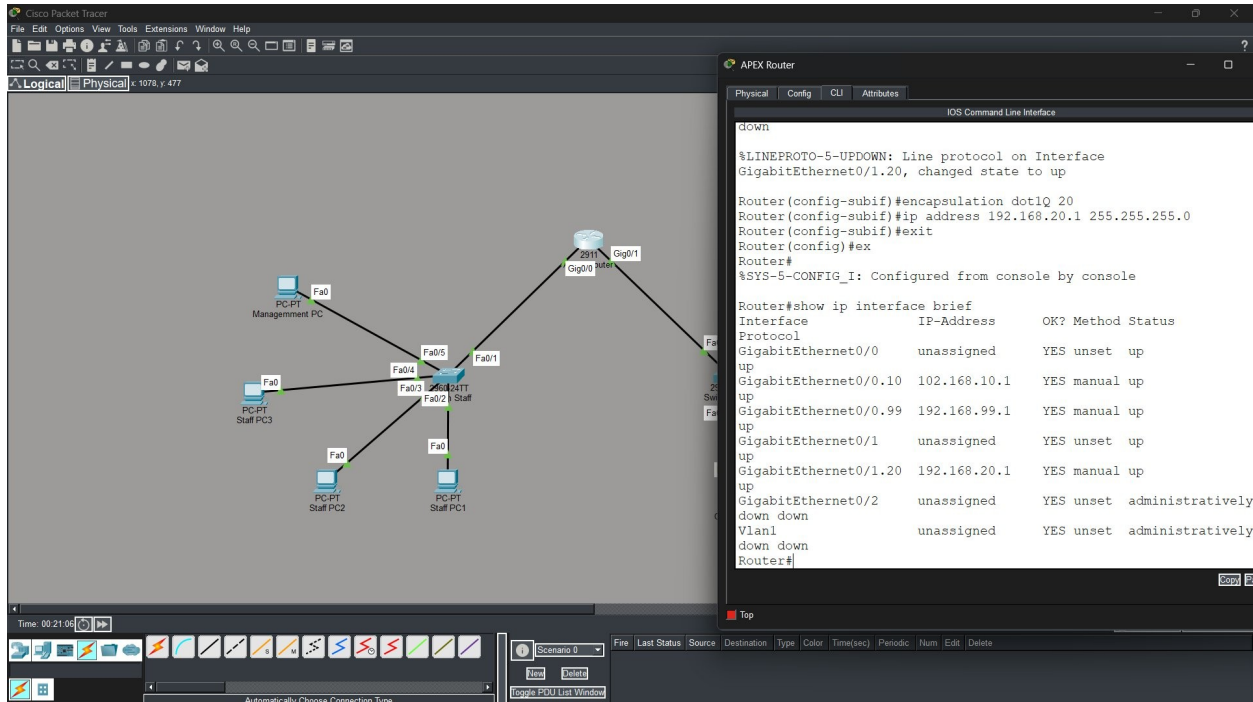 Cisco Packet Tracer
File Edit Options View Tools Extensions Window Help
Logical Physical x: 1078, y: 477
PC-PT
Managemment PC
Fa0
PC-PT
Staff PC3
Fa0
PC-PT
Staff PC2
Fa0
PC-PT
Staff PC1
Fa0
Fa0/5
Fa0/4
Fa0/3
Fa0/2
Fa0/1
Staff
2911
Gig0/0
Gig0/1
APEX Router
Physical Config CLI Attributes
IOS Command Line Interface
down
%LINEPROTO-5-UPDOWN: Line protocol on Interface
GigabitEthernet0/1.20, changed state to up
Router(config-subif)#encapsulation dot1Q 20
Router(config-subif)#ip address 192.168.20.1 255.255.255.0
Router(config-subif)#exit
Router(config)#ex
Router#
%SYS-5-CONFIG_I: Configured from console by console
Router#show ip interface brief
Interface IP-Address OK? Method Status
Protocol
GigabitEthernet0/0 unassigned YES unset up
up
GigabitEthernet0/0.10 102.168.10.1 YES manual up
up
GigabitEthernet0/0.99 192.168.99.1 YES manual up
up
GigabitEthernet0/1 unassigned YES unset up
up
GigabitEthernet0/1.20 192.168.20.1 YES manual up
up
GigabitEthernet0/2 unassigned YES unset administratively
down down
Vlan1 unassigned YES unset administratively
down down
Router#
Copy
Top
Time: 00:21:06
Scenario 0
New Delete
Toggle PDU List Window
Fire Last Status Source Destination Type Color Time(sec) Periodic Num Edit Delete
Automatically Choose Connection Type